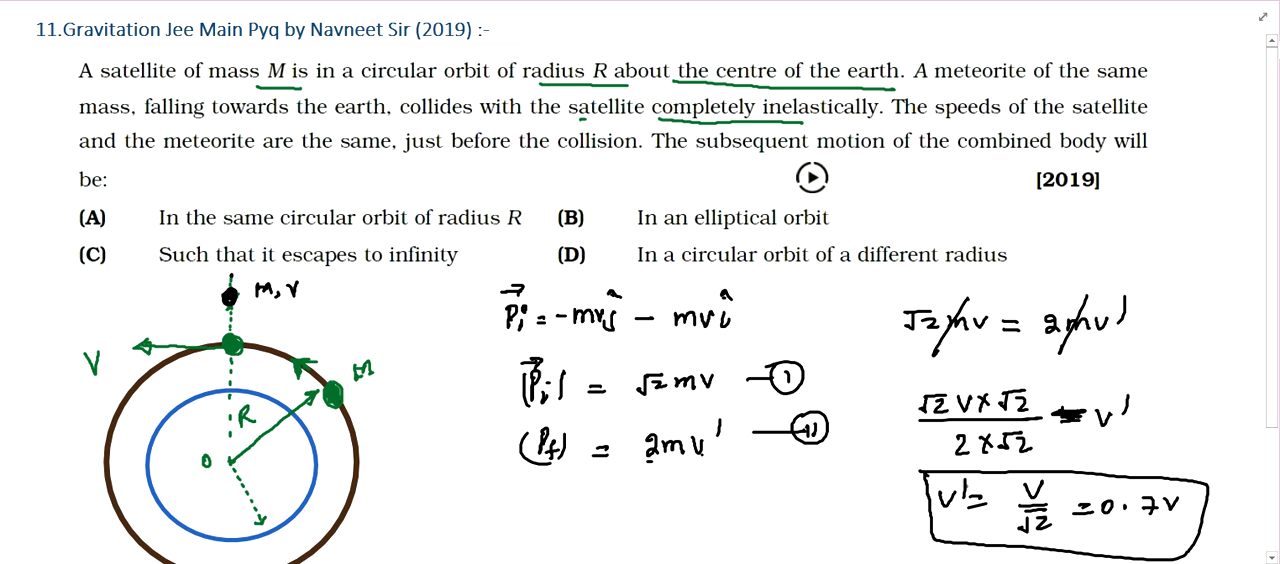 11.Gravitation Jee Main Pyq by Navneet Sir (2019) :-
A satellite of mass M is in a circular orbit of radius R about the centre of the earth. A meteorite of the same
mass, falling towards the earth, collides with the satellite completely inelastically. The speeds of the satellite
and the meteorite are the same, just before the collision. The subsequent motion of the combined body will
be: [2019]
(A) In the same circular orbit of radius R (B) In an elliptical orbit
(C) Such that it escapes to infinity (D) In a circular orbit of a different radius
M, V
V
M
R
O
P⃗i = -mvĵ - mvî
|P⃗i| = √2 mv —①
(Pf) = 2mv' —⑪
√2 mv = 2mv'
√2 V × √2 / 2 × √2 = v'
v' = V/√2 = 0.7V